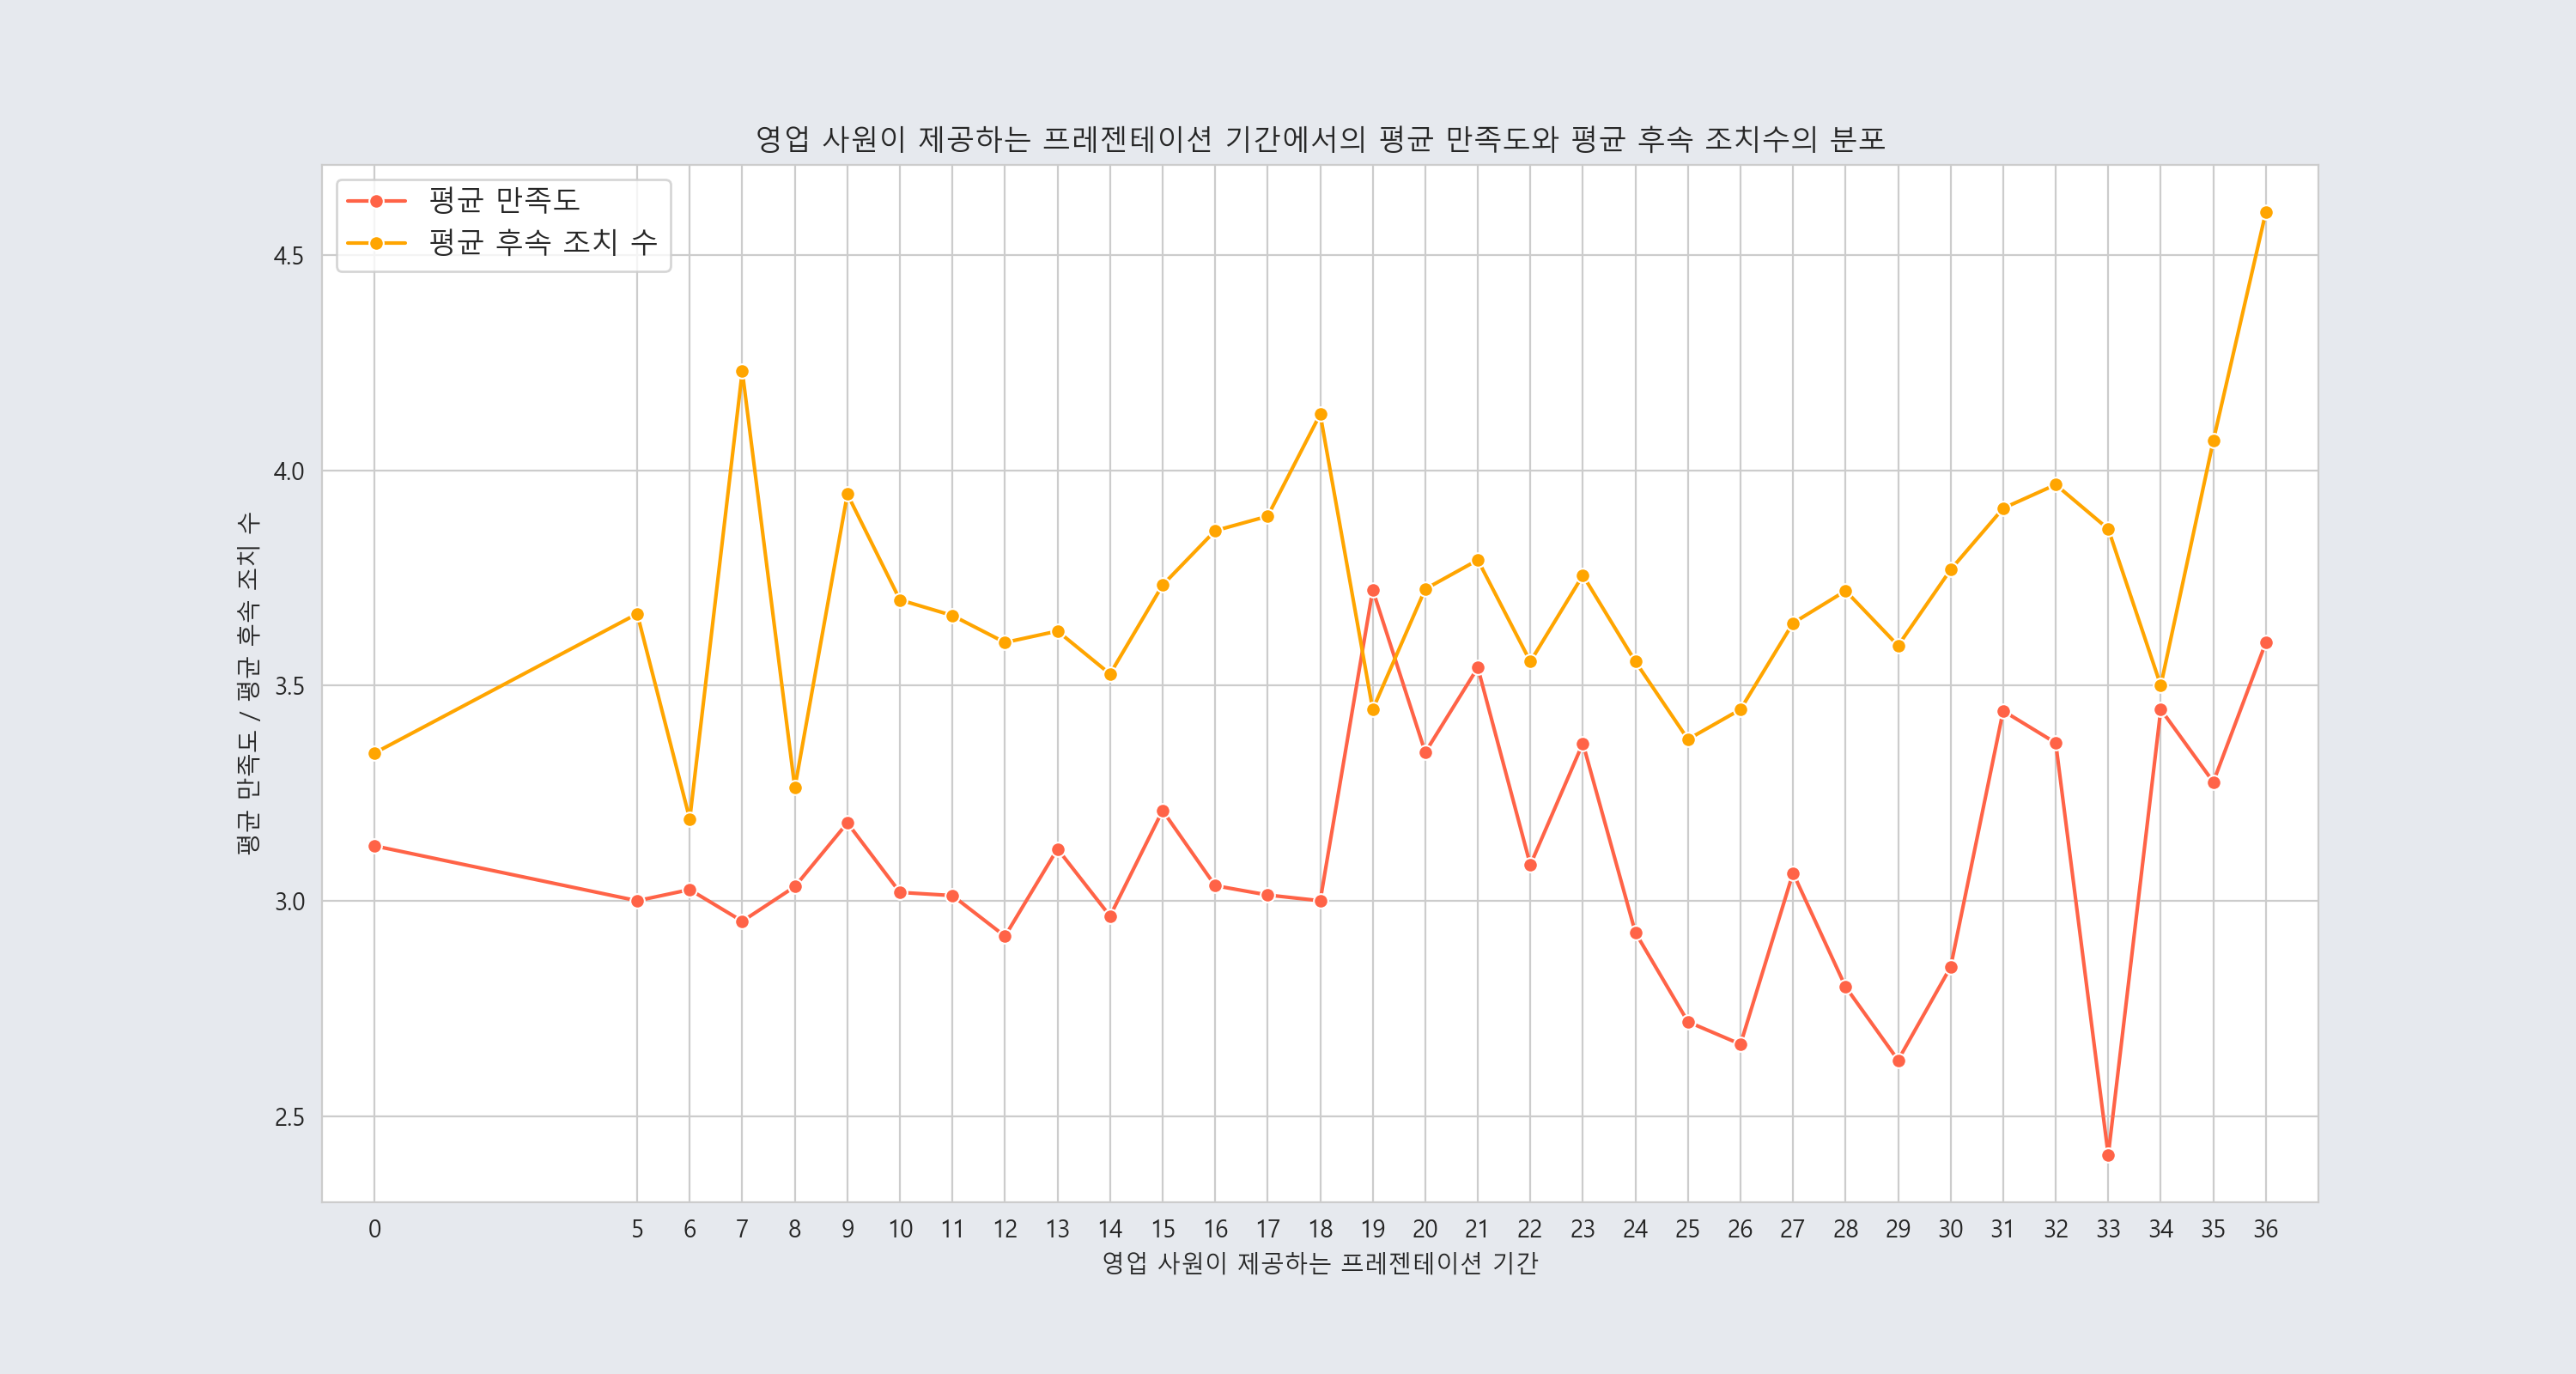 영업 사원이 제공하는 프레젠테이션 기간에서의 평균 만족도와 평균 후속 조치수의 분포
평균 만족도
평균 후속 조치 수
평균 만족도 / 평균 후속 조치 수
4.5
4.0
3.5
3.0
2.5
0 5 6 7 8 9 10 11 12 13 14 15 16 17 18 19 20 21 22 23 24 25 26 27 28 29 30 31 32 33 34 35 36
영업 사원이 제공하는 프레젠테이션 기간